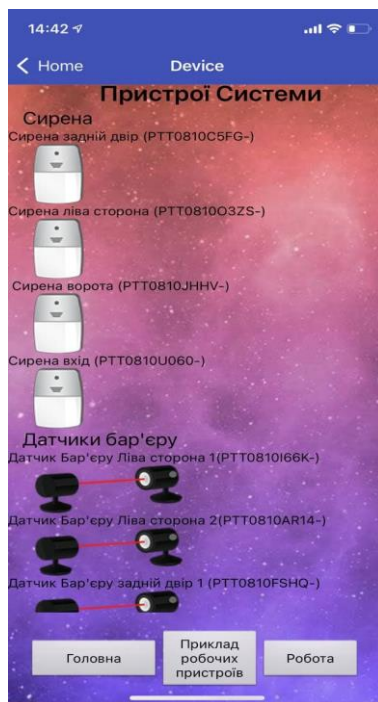 14:42
Home
Device
Пристрої Системи
Сирена
Сирена задній двір (PTT0810C5FG-)
Сирена ліва сторона (PTT0810O3ZS-)
Сирена ворота (PTT0810JHHV-)
Сирена вхід (PTT0810U060-)
Датчики бар'єру
Датчик Бар'єру Ліва сторона 1(PTT0810I66K-)
Датчик Бар'єру Ліва сторона 2(PTT0810AR14-)
Датчик Бар'єру задній двір 1 (PTT0810FSHQ-)
Головна
Приклад
робочих
пристроїв
Робота